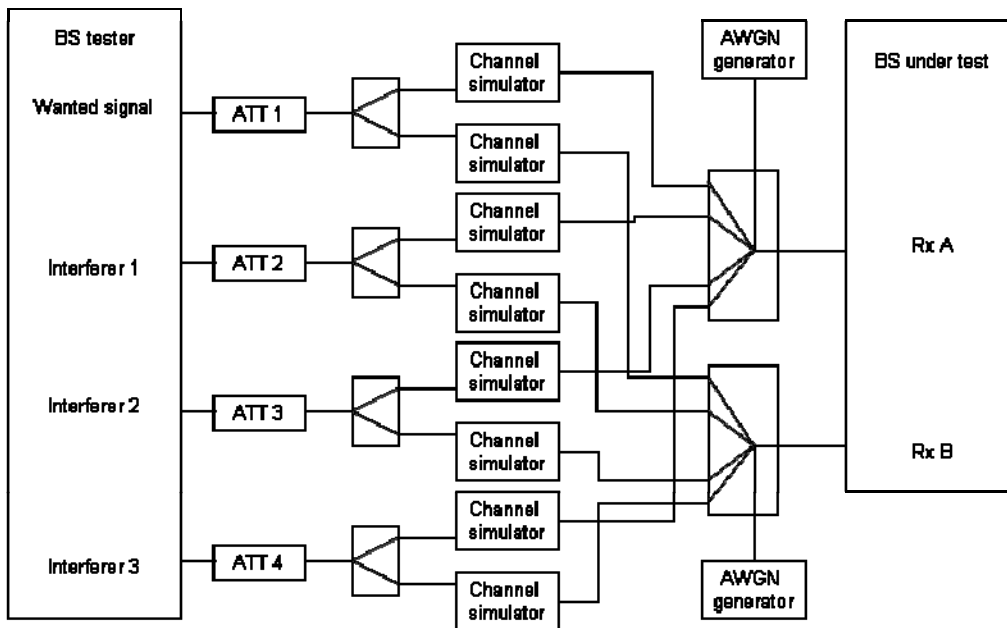 BS tester
Wanted signal
Interferer 1
Interferer 2
Interferer 3
ATT 1
ATT 2
ATT 3
ATT 4
Channel
simulator
Channel
simulator
Channel
simulator
Channel
simulator
Channel
simulator
Channel
simulator
Channel
simulator
Channel
simulator
AWGN
generator
AWGN
generator
BS under test
Rx A
Rx B